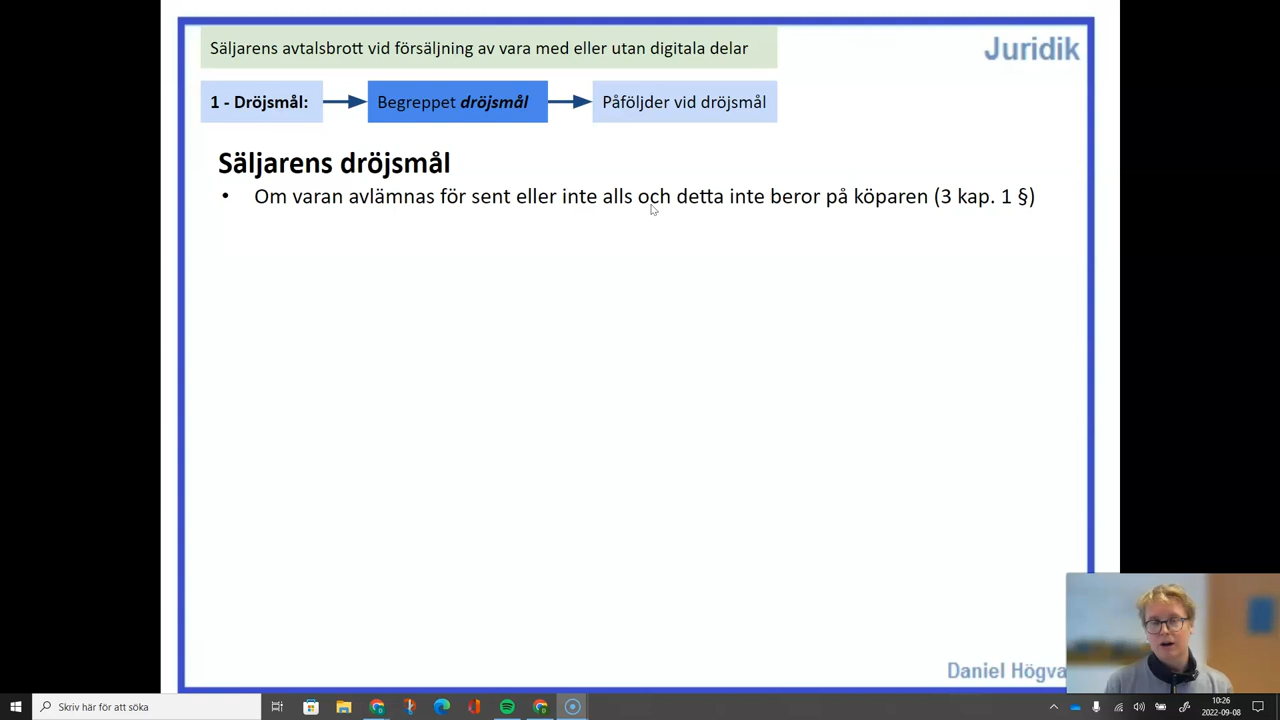 Säljarens avtalsbrott vid försäljning av vara med eller utan digitala delar
Juridik
1 - Dröjsmål:
Begreppet dröjsmål
Påföljder vid dröjsmål
Säljarens dröjsmål
• Om varan avlämnas för sent eller inte alls och detta inte beror på köparen (3 kap. 1 §)
Daniel Högva
Skriv här för att söka
10:26
2022-09-08